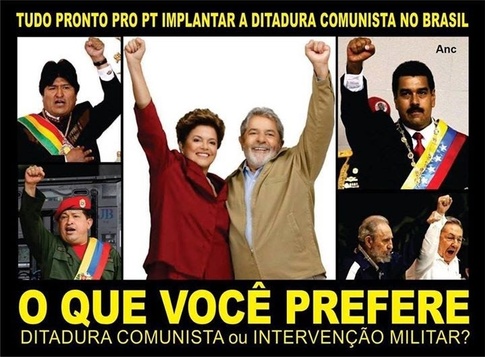 TUDO PRONTO PRO PT IMPLANTAR A DITADURA COMUNISTA NO BRASIL
Anc
O QUE VOCÊ PREFERE
DITADURA COMUNISTA ou INTERVENÇÃO MILITAR?